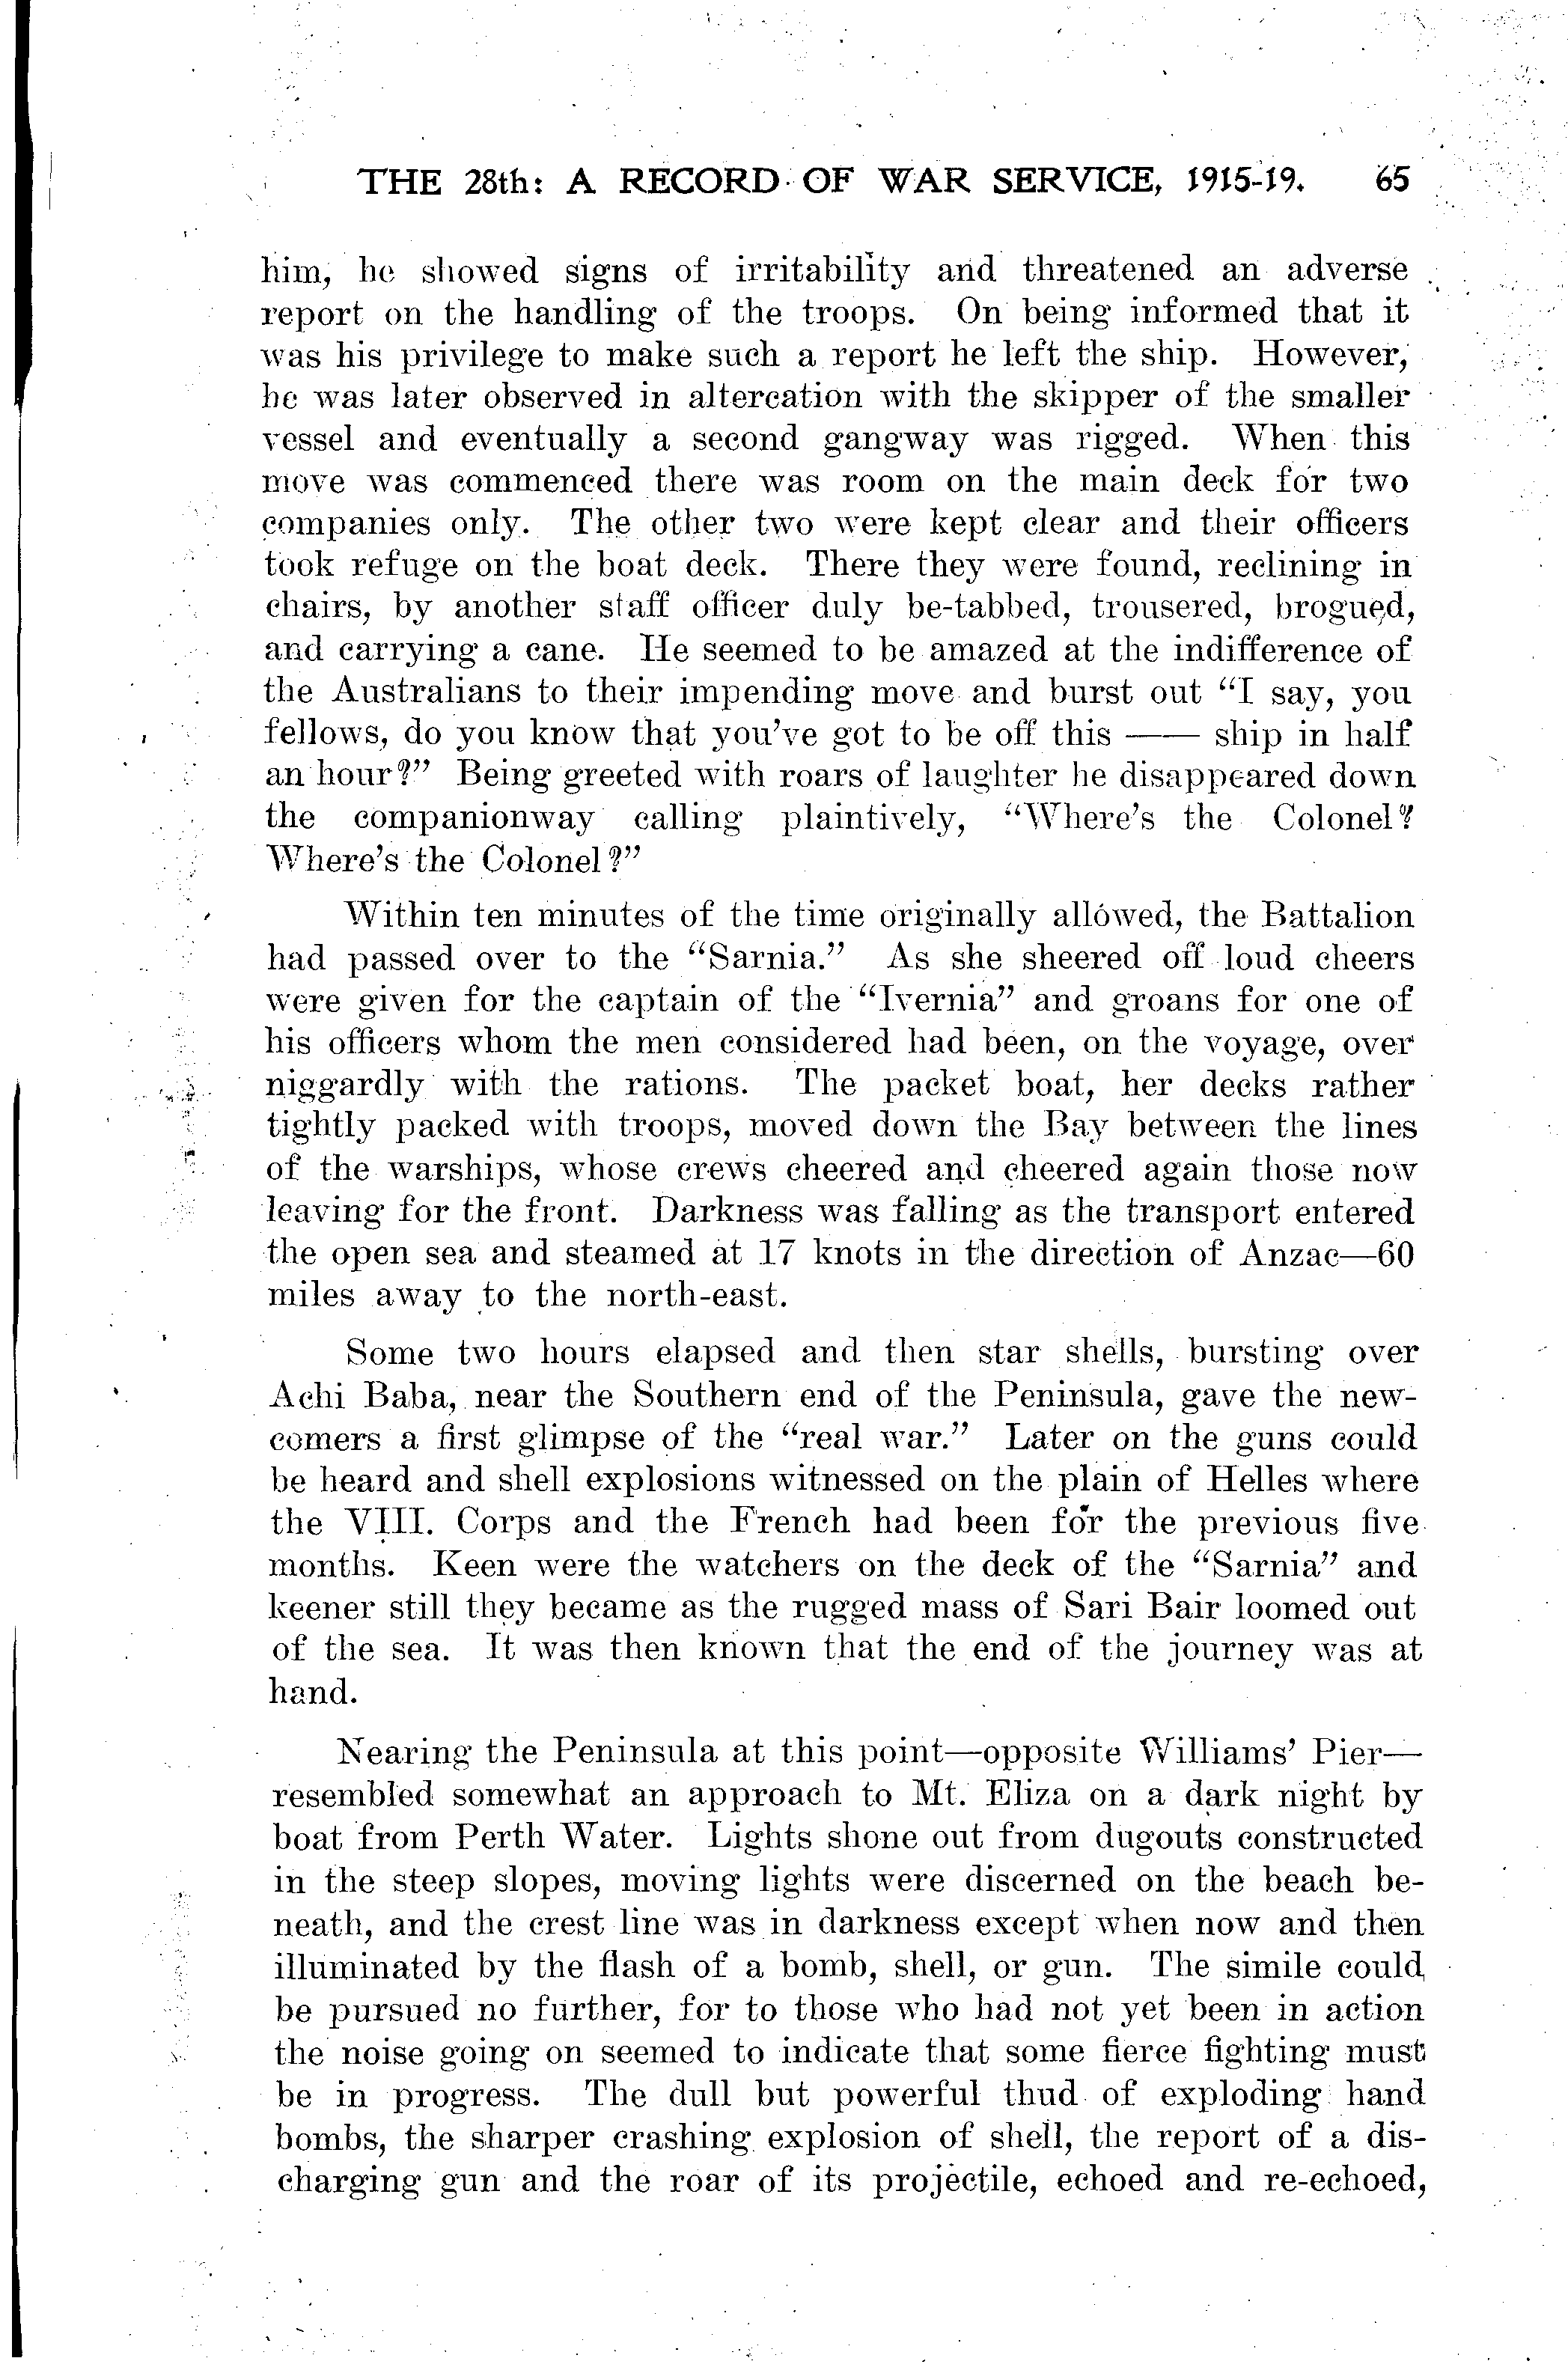 THE 28th: A RECORD OF WAR SERVICE, 1915-19. 65
him, he showed signs of irritability and threatened an adverse
report on the handling of the troops. On being informed that it
was his privilege to make such a report he left the ship. However,
he was later observed in altercation with the skipper of the smaller
vessel and eventually a second gangway was rigged. When this
move was commenced there was room on the main deck for two
companies only. The other two were kept clear and their officers
took refuge on the boat deck. There they were found, reclining in
chairs, by another staff officer duly be-tabbed, trousered, brogued,
and carrying a cane. He seemed to be amazed at the indifference of
the Australians to their impending move and burst out “I say, you
fellows, do you know that you've got to be off this —— ship in half
an hour?” Being greeted with roars of laughter he disappeared down
the companionway calling plaintively, “Where's the Colonel?
Where's the Colonel?”
Within ten minutes of the time originally allowed, the Battalion
had passed over to the “Sarnia.” As she sheered off loud cheers
were given for the captain of the “Ivernia” and groans for one of
his officers whom the men considered had been, on the voyage, over
niggardly with the rations. The packet boat, her decks rather
tightly packed with troops, moved down the Bay between the lines
of the warships, whose crews cheered and cheered again those now
leaving for the front. Darkness was falling as the transport entered
the open sea and steamed at 17 knots in the direction of Anzac—60
miles away to the north-east.
Some two hours elapsed and then star shells, bursting over
Achi Baba, near the Southern end of the Peninsula, gave the new-
comers a first glimpse of the “real war.” Later on the guns could
be heard and shell explosions witnessed on the plain of Helles where
the VIII. Corps and the French had been for the previous five
months. Keen were the watchers on the deck of the “Sarnia” and
keener still they became as the rugged mass of Sari Bair loomed out
of the sea. It was then known that the end of the journey was at
hand.
Nearing the Peninsula at this point—opposite Williams' Pier—
resembled somewhat an approach to Mt. Eliza on a dark night by
boat from Perth Water. Lights shone out from dugouts constructed
in the steep slopes, moving lights were discerned on the beach be-
neath, and the crest line was in darkness except when now and then
illuminated by the flash of a bomb, shell, or gun. The simile could
be pursued no further, for to those who had not yet been in action
the noise going on seemed to indicate that some fierce fighting must
be in progress. The dull but powerful thud of exploding hand
bombs, the sharper crashing explosion of shell, the report of a dis-
charging gun and the roar of its projectile, echoed and re-echoed,